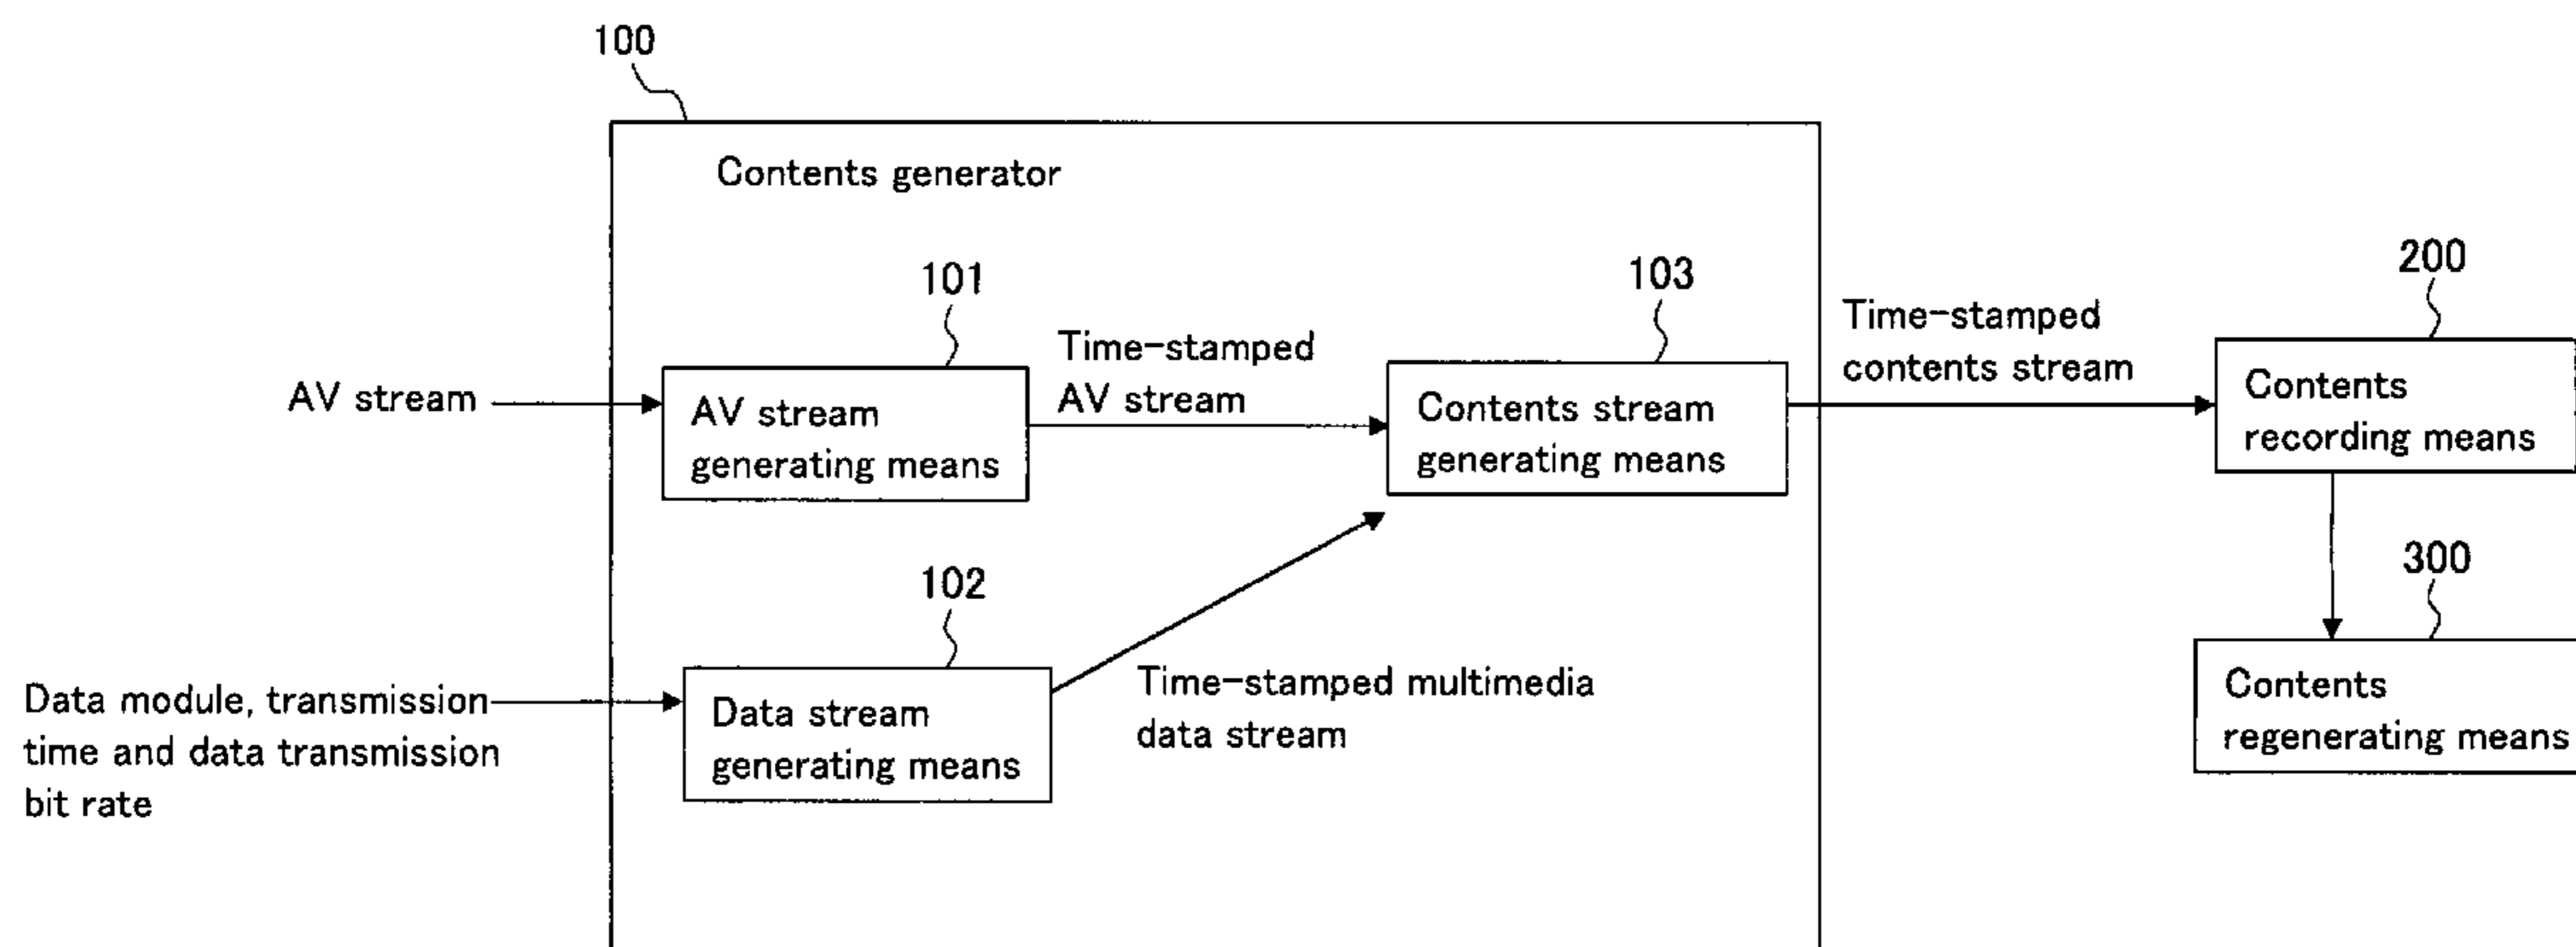 100
Contents generator
101
103
200
Time-stamped
AV stream
Time-stamped
contents stream
AV stream
AV stream
generating means
Contents stream
generating means
Contents
recording means
102
300
Data module, transmission
time and data transmission
bit rate
Data stream
generating means
Time-stamped multimedia
data stream
Contents
regenerating means